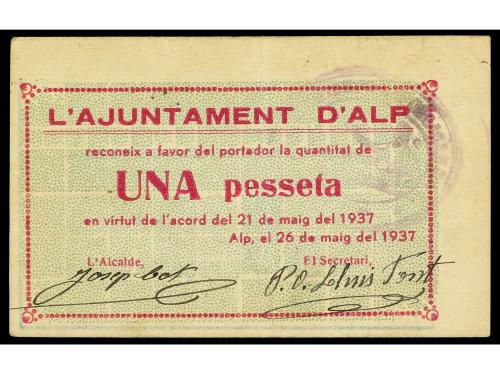 L'AJUNTAMENT D'ALP
reconeix a favor del portador la quantitat de
UNA pesseta
en virtut de l'acord del 21 de maig del 1937
Alp, el 26 de maig del 1937
L'Alcalde, El Secretari,
P. O. Lluis